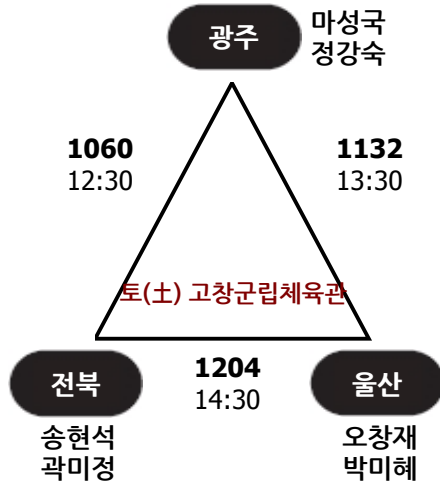 광주
마성국
정강숙
1060
12:30
1132
13:30
토(土) 고창군립체육관
1204
14:30
전북
송현석
곽미정
울산
오창재
박미혜